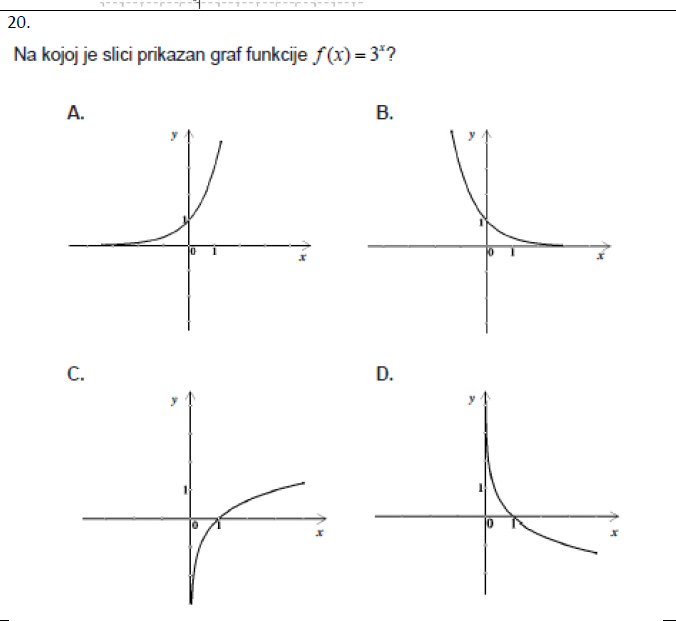 20.
Na kojoj je slici prikazan graf funkcije f(x) = 3ˣ?
A.
B.
y
y
1
1
0 1
0 1
x
x
C.
D.
y
y
1
1
0 1
0 1
x
x